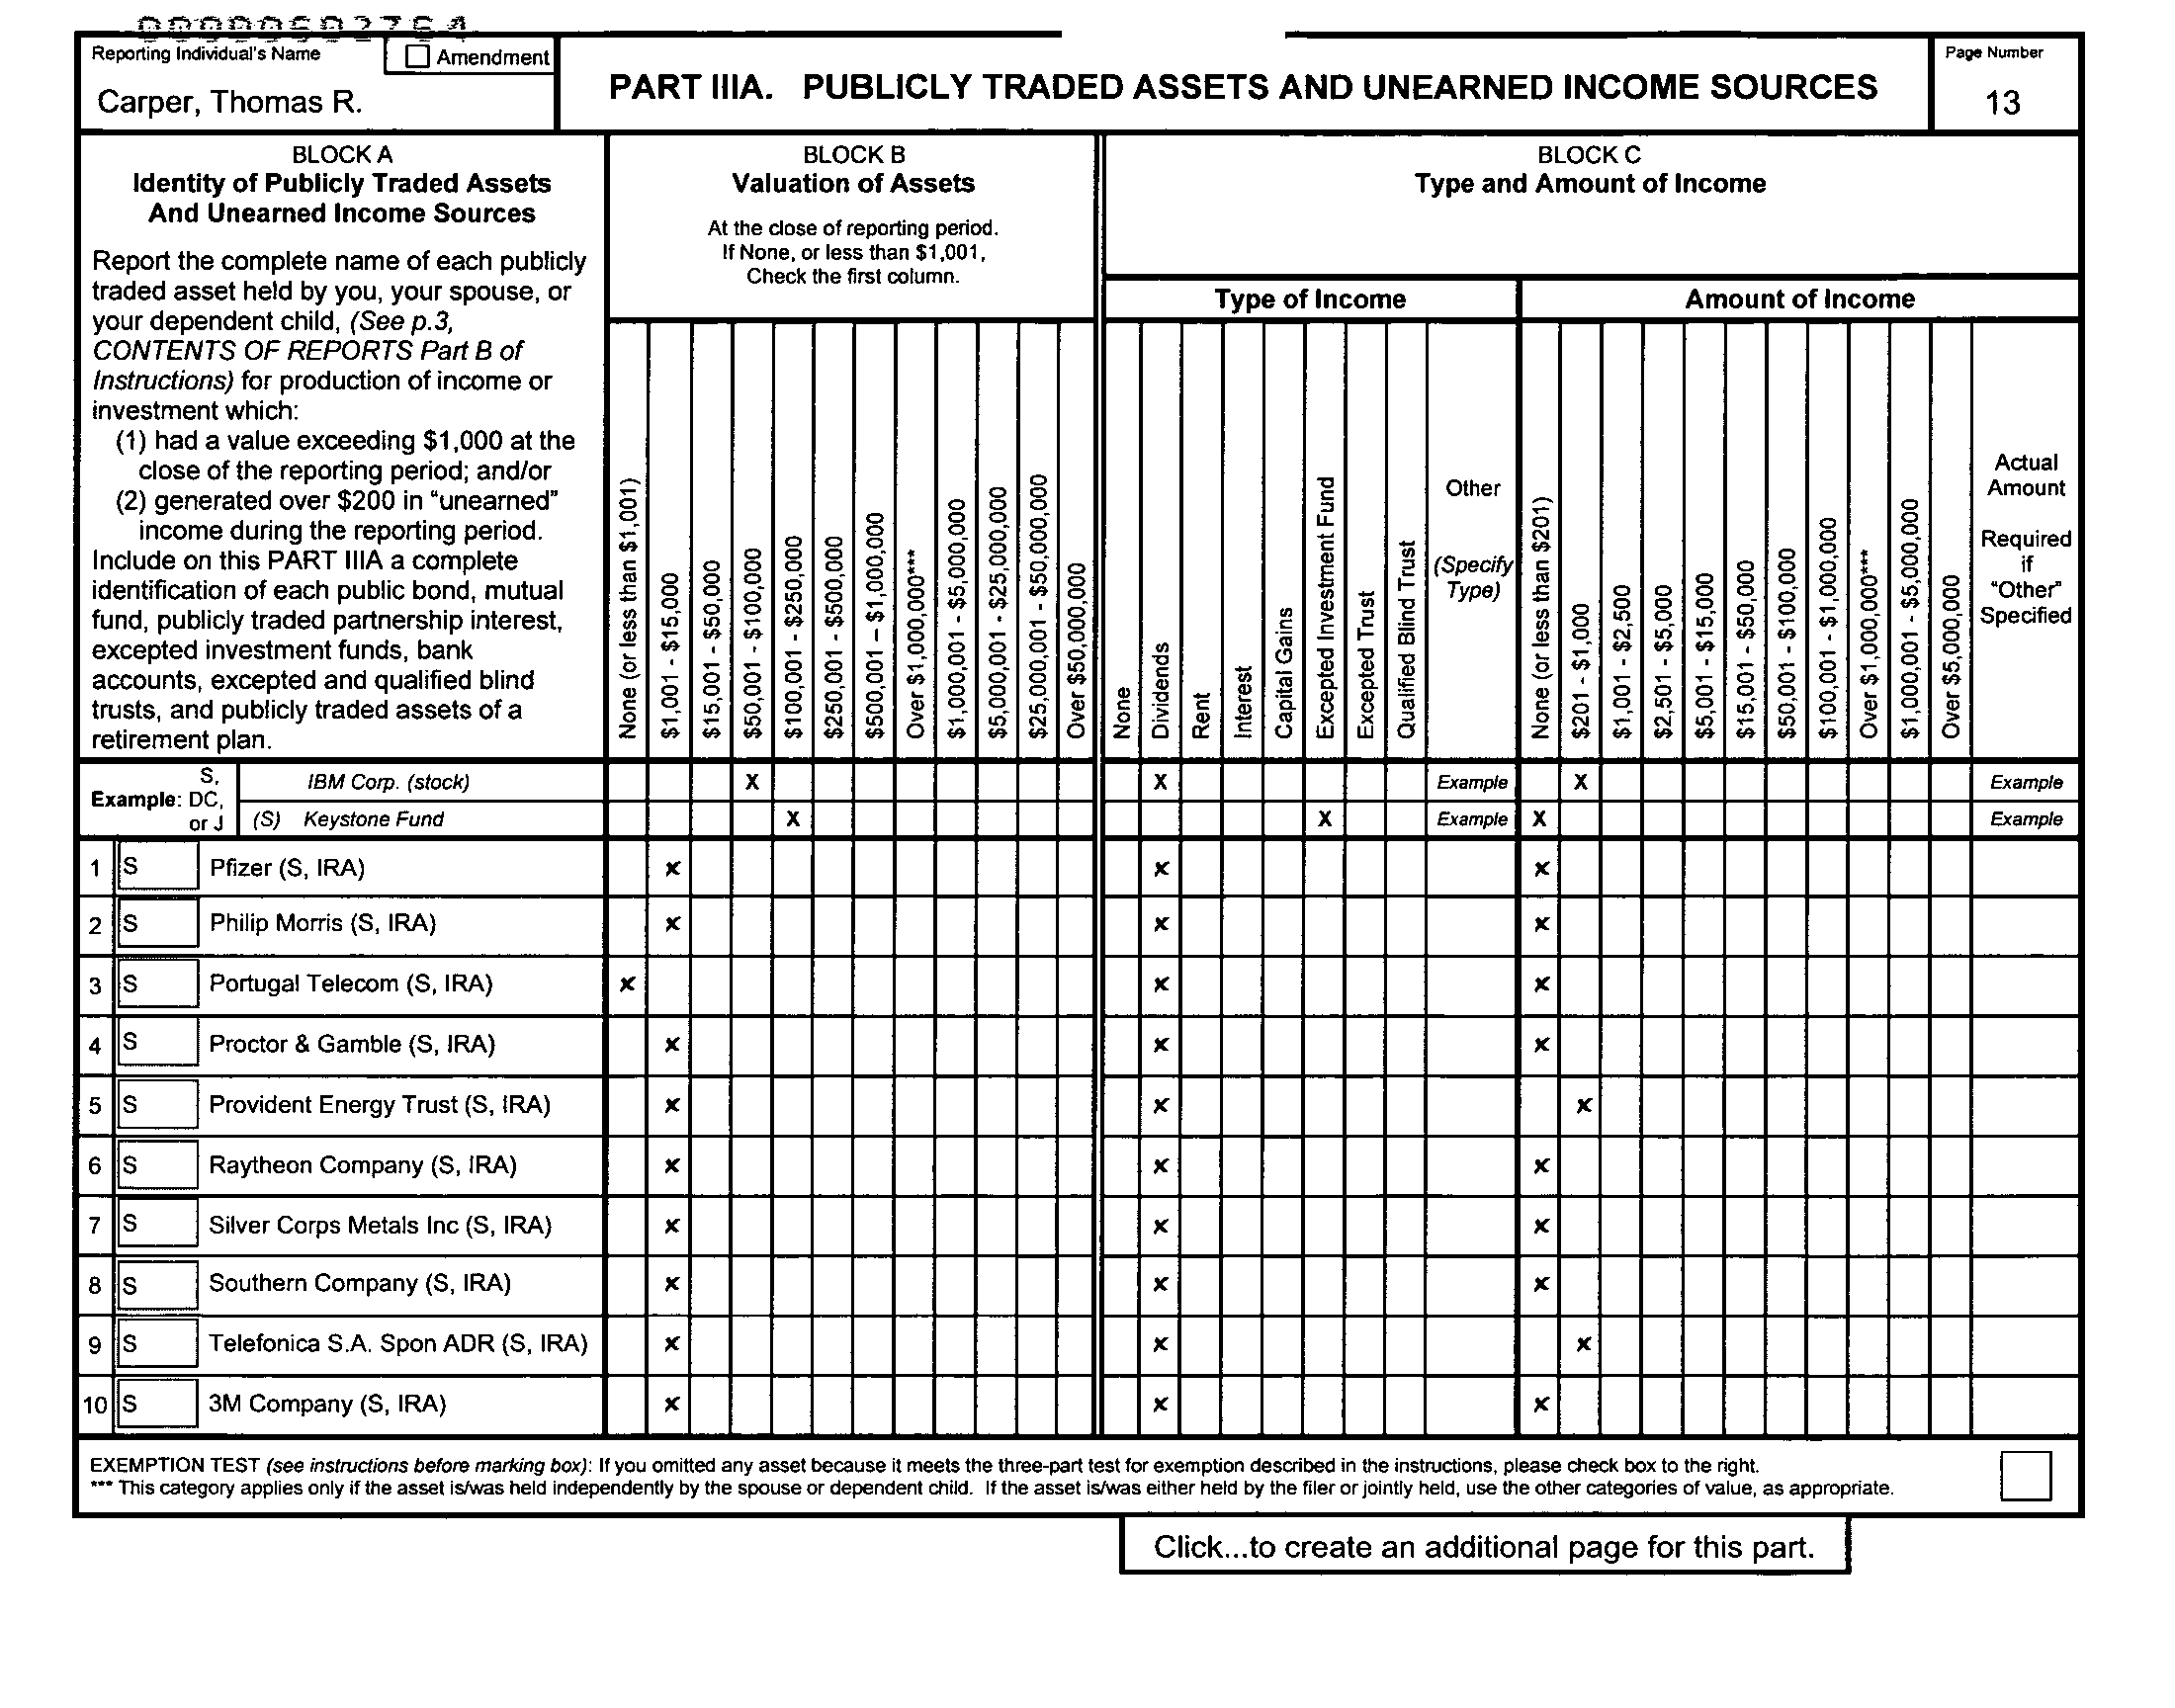 Reporting Individual's Name
Amendment
Carper, Thomas R.
PART IIIA. PUBLICLY TRADED ASSETS AND UNEARNED INCOME SOURCES
Page Number
13
BLOCK A
Identity of Publicly Traded Assets
And Unearned Income Sources
Report the complete name of each publicly
traded asset held by you, your spouse, or
your dependent child, (See p.3,
CONTENTS OF REPORTS Part B of
Instructions) for production of income or
investment which:
(1) had a value exceeding $1,000 at the
close of the reporting period; and/or
(2) generated over $200 in "unearned"
income during the reporting period.
Include on this PART IIIA a complete
identification of each public bond, mutual
fund, publicly traded partnership interest,
excepted investment funds, bank
accounts, excepted and qualified blind
trusts, and publicly traded assets of a
retirement plan.
BLOCK B
Valuation of Assets
At the close of reporting period.
If None, or less than $1,001,
Check the first column.
None (or less than $1,001)
$1,001 - $15,000
$15,001 - $50,000
$50,001 - $100,000
$100,001 - $250,000
$250,001 - $500,000
$500,001 – $1,000,000
Over $1,000,000***
$1,000,001 - $5,000,000
$5,000,001 - $25,000,000
$25,000,001 - $50,000,000
Over $50,000,000
BLOCK C
Type and Amount of Income
Type of Income
None
Dividends
Rent
Interest
Capital Gains
Excepted Investment Fund
Excepted Trust
Qualified Blind Trust
Other
(Specify
Type)
Amount of Income
None (or less than $201)
$201 - $1,000
$1,001 - $2,500
$2,501 - $5,000
$5,001 - $15,000
$15,001 - $50,000
$50,001 - $100,000
$100,001 - $1,000,000
Over $1,000,000***
$1,000,001 - $5,000,000
Over $5,000,000
Actual
Amount
Required
if
"Other"
Specified
Example: S, DC, or J
IBM Corp. (stock) X X Example X Example
(S) Keystone Fund X X Example X Example
1 S Pfizer (S, IRA) x x x
2 S Philip Morris (S, IRA) x x x
3 S Portugal Telecom (S, IRA) x x x
4 S Proctor & Gamble (S, IRA) x x x
5 S Provident Energy Trust (S, IRA) x x x
6 S Raytheon Company (S, IRA) x x x
7 S Silver Corps Metals Inc (S, IRA) x x x
8 S Southern Company (S, IRA) x x x
9 S Telefonica S.A. Spon ADR (S, IRA) x x x
10 S 3M Company (S, IRA) x x x
EXEMPTION TEST (see instructions before marking box): If you omitted any asset because it meets the three-part test for exemption described in the instructions, please check box to the right.
*** This category applies only if the asset is/was held independently by the spouse or dependent child. If the asset is/was either held by the filer or jointly held, use the other categories of value, as appropriate.
Click...to create an additional page for this part.